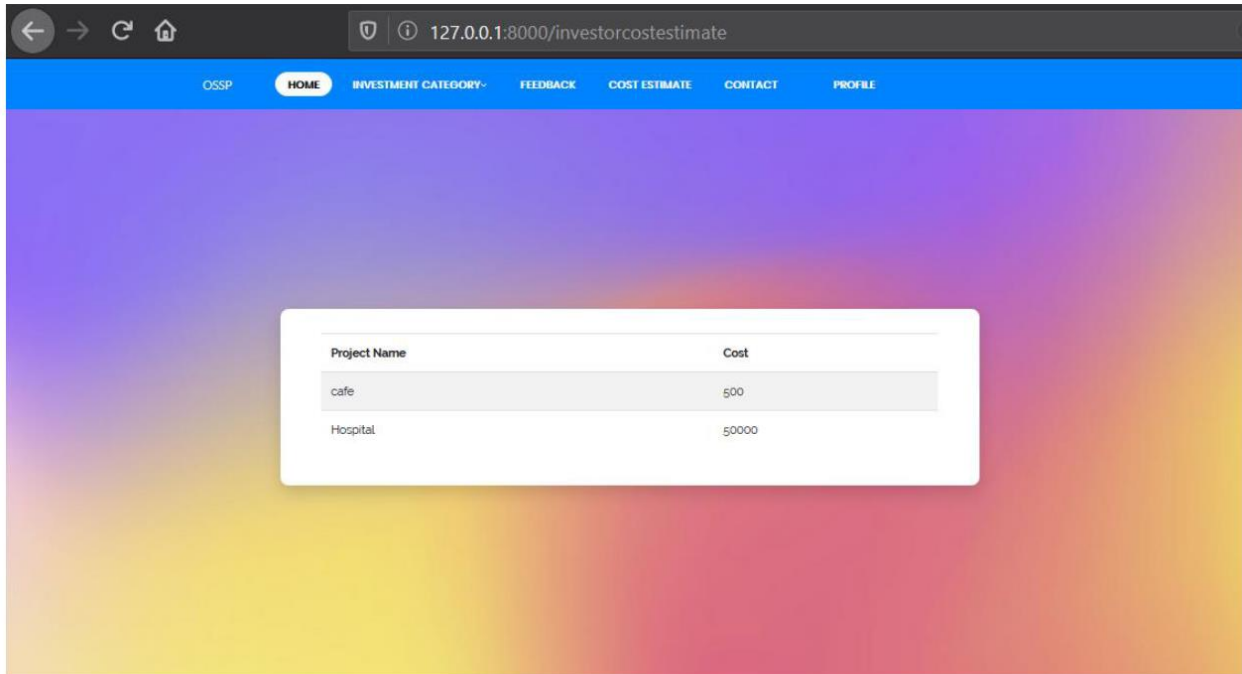 127.0.0.1:8000/investorcostestimate
OSSP HOME INVESTMENT CATEGORY FEEDBACK COST ESTIMATE CONTACT PROFILE
Project Name Cost
cafe 500
Hospital 50000